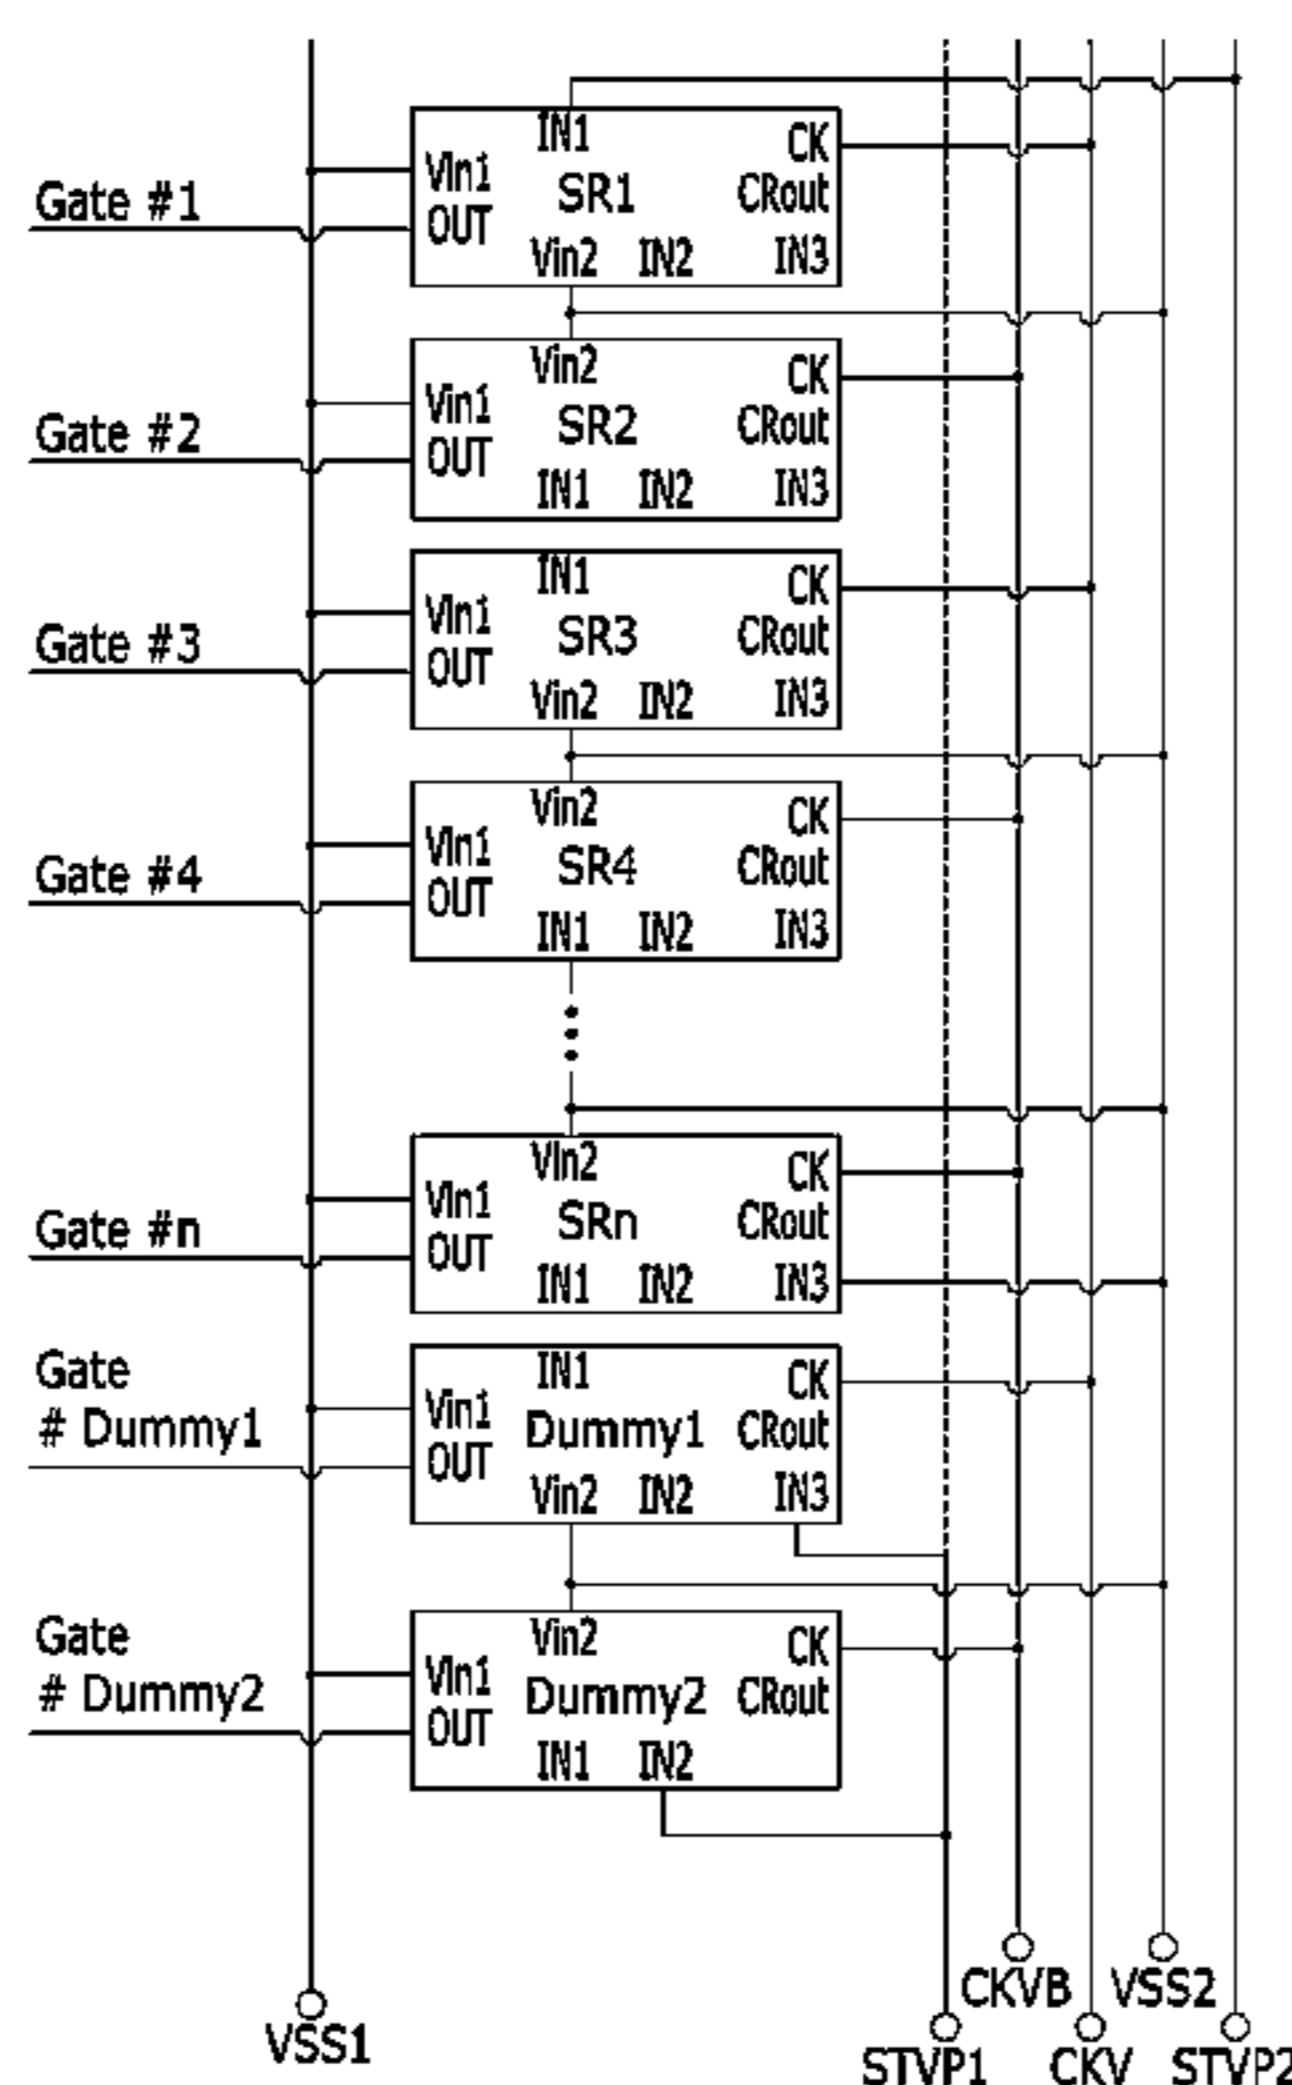 IN1 CK
Vin1 SR1 CRout
Gate #1 OUT
Vin2 IN2 IN3
Vin2 CK
Vin1 SR2 CRout
Gate #2 OUT
IN1 IN2 IN3
IN1 CK
Vin1 SR3 CRout
Gate #3 OUT
Vin2 IN2 IN3
Vin2 CK
Vin1 SR4 CRout
Gate #4 OUT
IN1 IN2 IN3
Vin2 CK
Vin1 SRn CRout
Gate #n OUT
IN1 IN2 IN3
Gate IN1 CK
# Dummy1 Vin1 Dummy1 CRout
OUT
Vin2 IN2 IN3
Gate Vin2 CK
# Dummy2 Vin1 Dummy2 CRout
OUT
IN1 IN2
CKVB VSS2
VSS1 STVP1 CKV STVP2